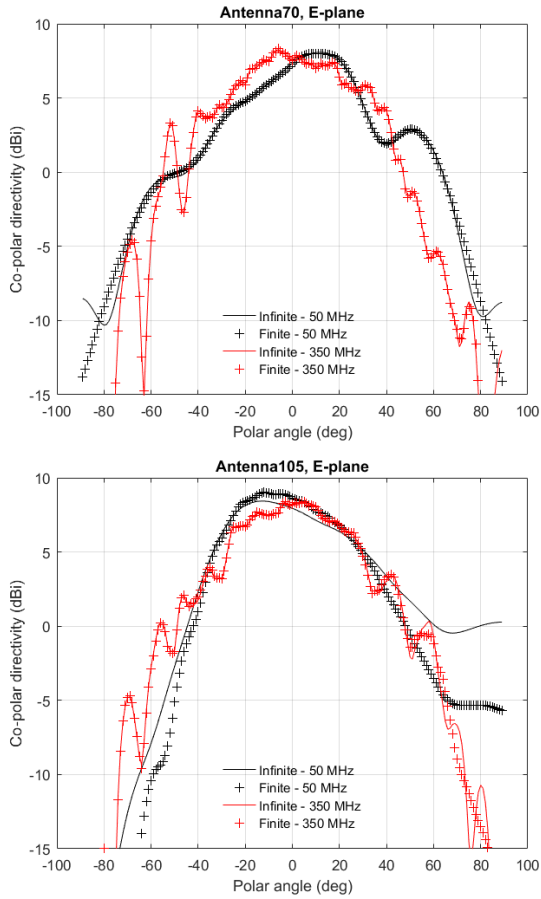 Antenna70, E-plane
10
5
0
-5
-10
-15
Co-polar directivity (dBi)
Infinite - 50 MHz
Finite - 50 MHz
Infinite - 350 MHz
Finite - 350 MHz
-100 -80 -60 -40 -20 0 20 40 60 80 100
Polar angle (deg)
Antenna105, E-plane
10
5
0
-5
-10
-15
Co-polar directivity (dBi)
Infinite - 50 MHz
Finite - 50 MHz
Infinite - 350 MHz
Finite - 350 MHz
-100 -80 -60 -40 -20 0 20 40 60 80 100
Polar angle (deg)